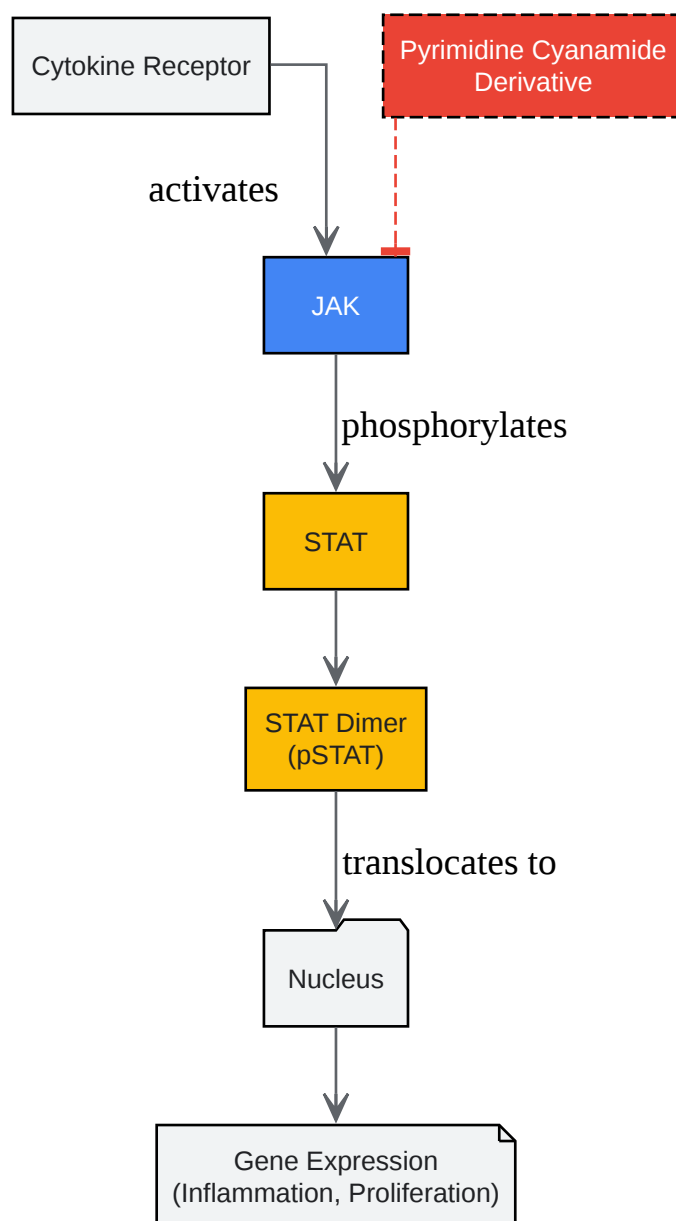 Cytokine Receptor
Pyrimidine Cyanamide
Derivative
activates
JAK
phosphorylates
STAT
STAT Dimer
(pSTAT)
translocates to
Nucleus
Gene Expression
(Inflammation, Proliferation)